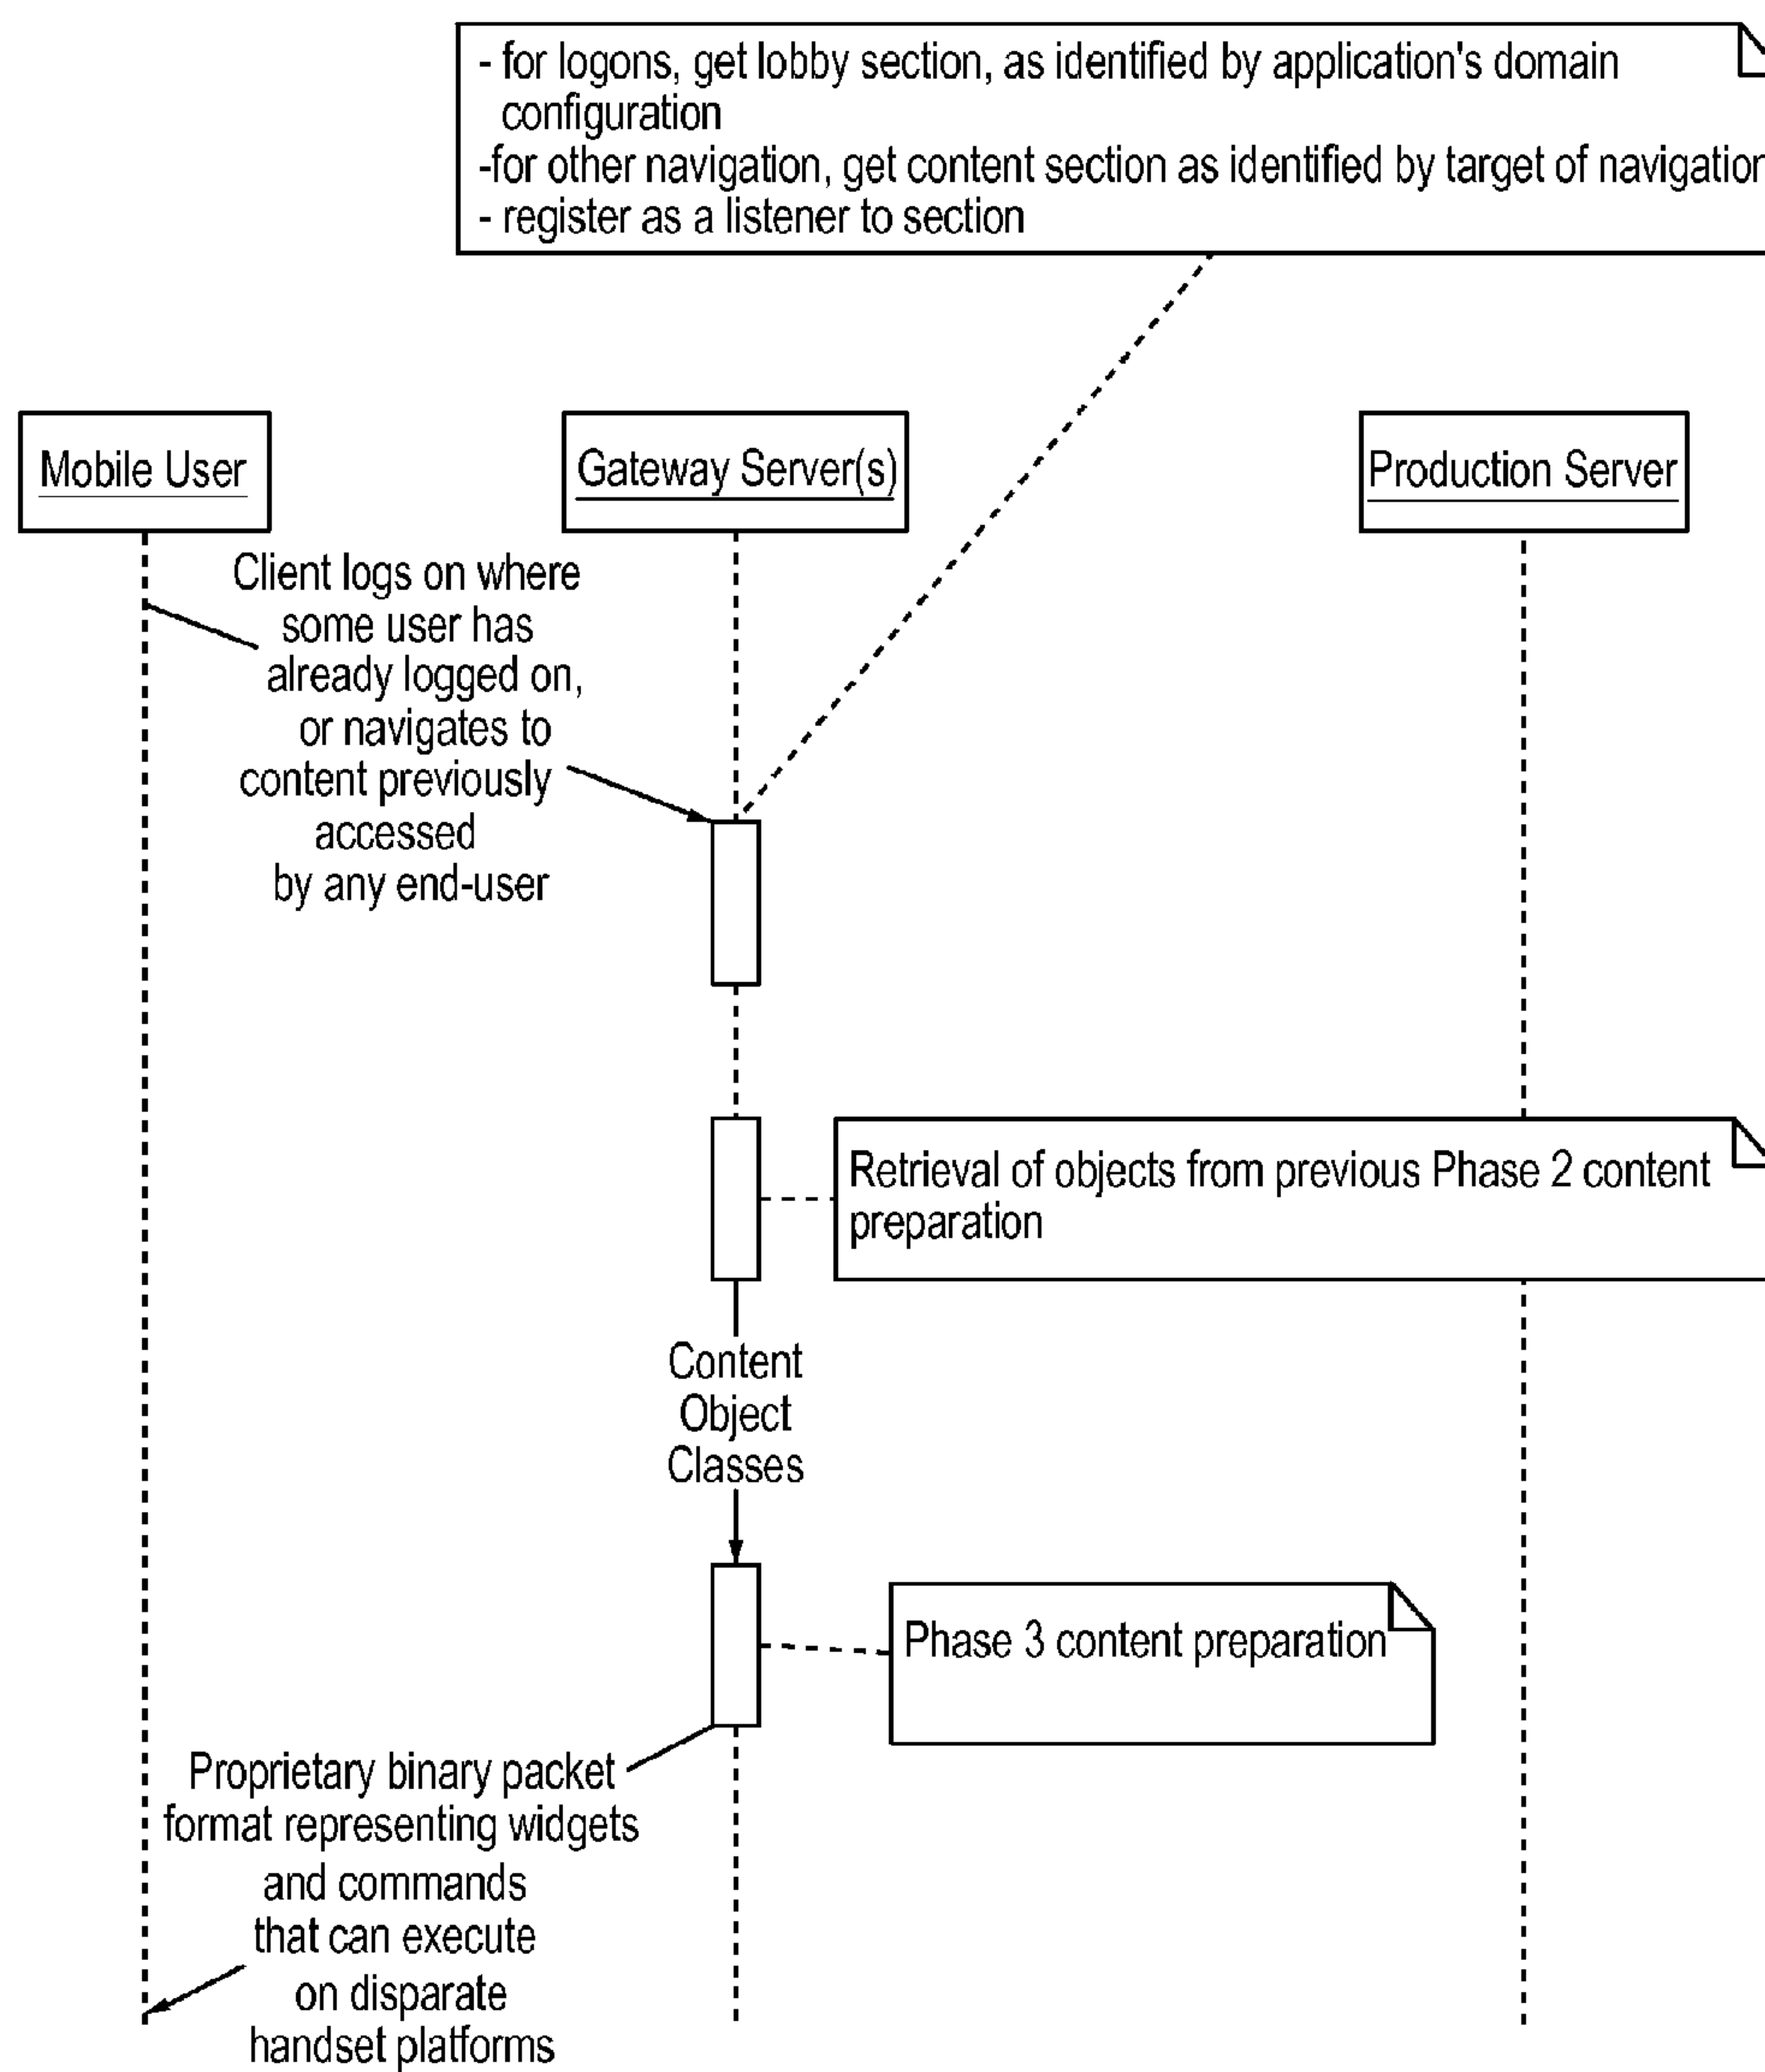 - for logons, get lobby section, as identified by application's domain
configuration
-for other navigation, get content section as identified by target of navigation
- register as a listener to section
Mobile User
Gateway Server(s)
Production Server
Client logs on where
some user has
already logged on,
or navigates to
content previously
accessed
by any end-user
Retrieval of objects from previous Phase 2 content
preparation
Content
Object
Classes
Phase 3 content preparation
Proprietary binary packet
format representing widgets
and commands
that can execute
on disparate
handset platforms